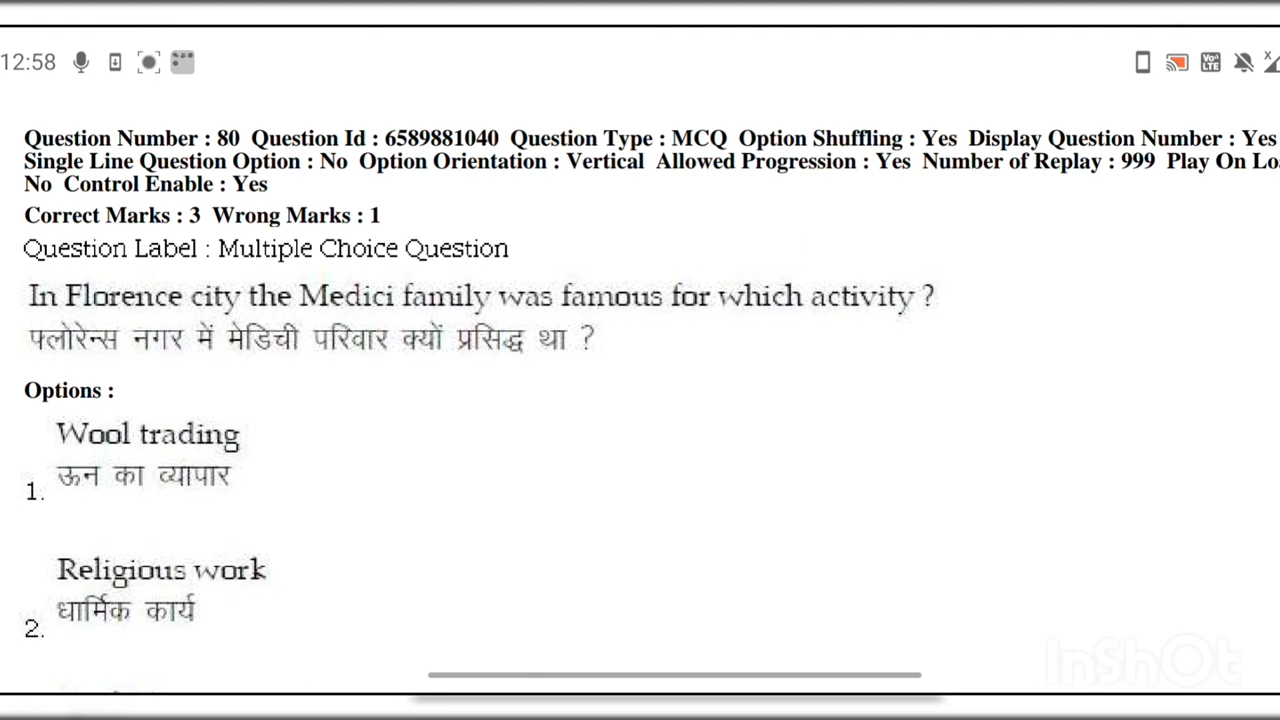 12:58
Question Number : 80 Question Id : 6589881040 Question Type : MCQ Option Shuffling : Yes Display Question Number : Yes
Single Line Question Option : No Option Orientation : Vertical Allowed Progression : Yes Number of Replay : 999 Play On Lo
No Control Enable : Yes
Correct Marks : 3 Wrong Marks : 1
Question Label : Multiple Choice Question
In Florence city the Medici family was famous for which activity ?
फ्लोरेन्स नगर में मेडिची परिवार क्यों प्रसिद्ध था ?
Options :
Wool trading
ऊन का व्यापार
1.
Religious work
धार्मिक कार्य
2.
InShOt